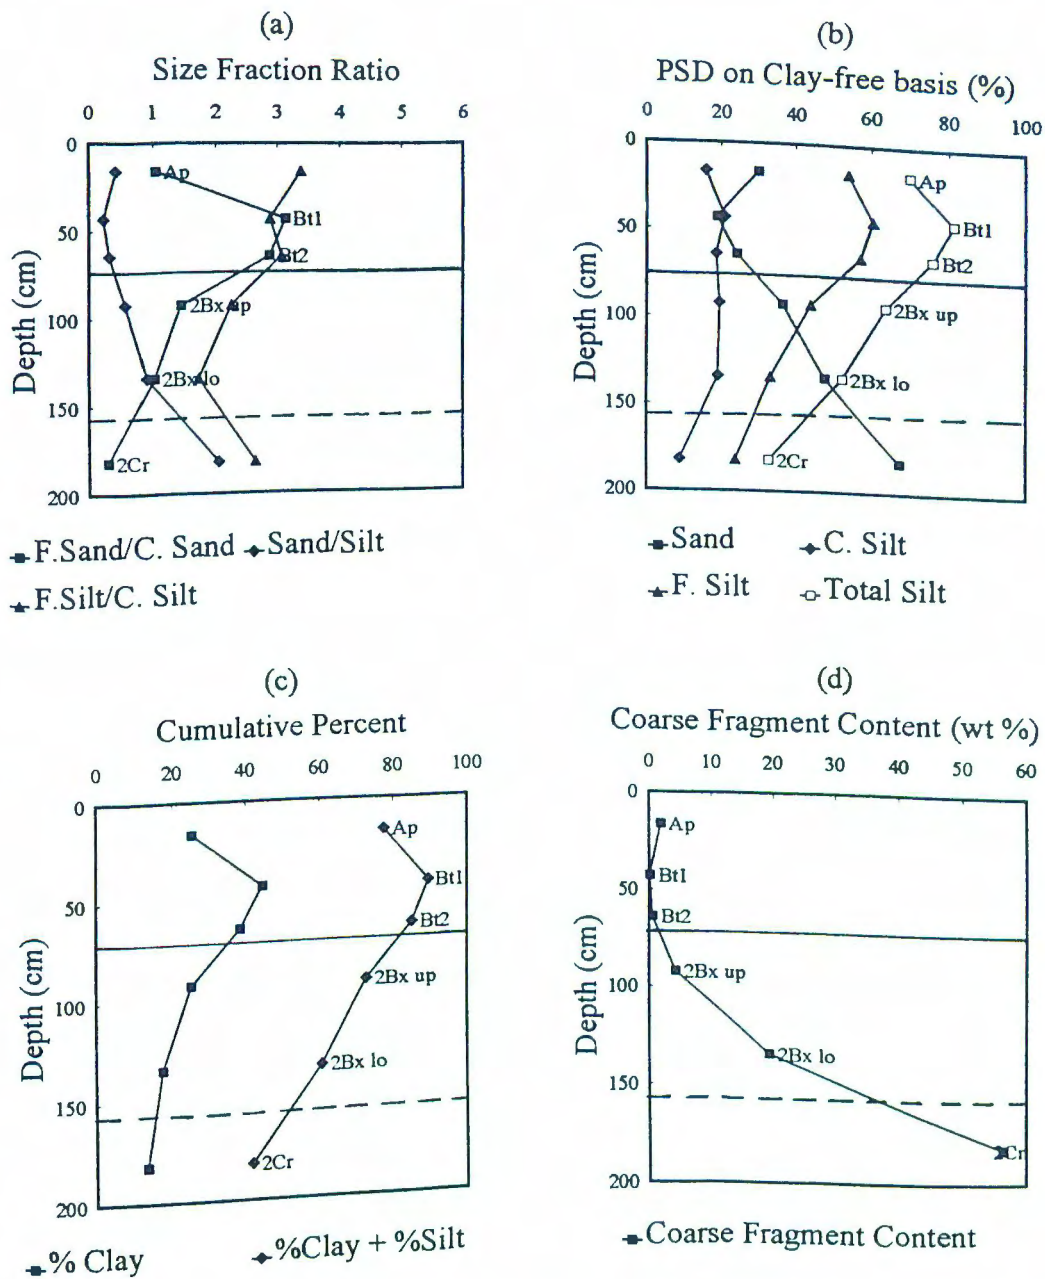 (a)
Size Fraction Ratio
0 1 2 3 4 5 6
0
50
100
150
200
Depth (cm)
Ap
Bt1
Bt2
2Bx up
2Bx lo
2Cr
F.Sand/C. Sand Sand/Silt
F.Silt/C. Silt
(b)
PSD on Clay-free basis (%)
0 20 40 60 80 100
0
50
100
150
200
Depth (cm)
Ap
Bt1
Bt2
2Bx up
2Bx lo
2Cr
Sand C. Silt
F. Silt Total Silt
(c)
Cumulative Percent
0 20 40 60 80 100
0
50
100
150
200
Depth (cm)
Ap
Bt1
Bt2
2Bx up
2Bx lo
2Cr
% Clay %Clay + %Silt
(d)
Coarse Fragment Content (wt %)
0 10 20 30 40 50 60
0
50
100
150
200
Depth (cm)
Ap
Bt1
Bt2
2Bx up
2Bx lo
2Cr
Coarse Fragment Content